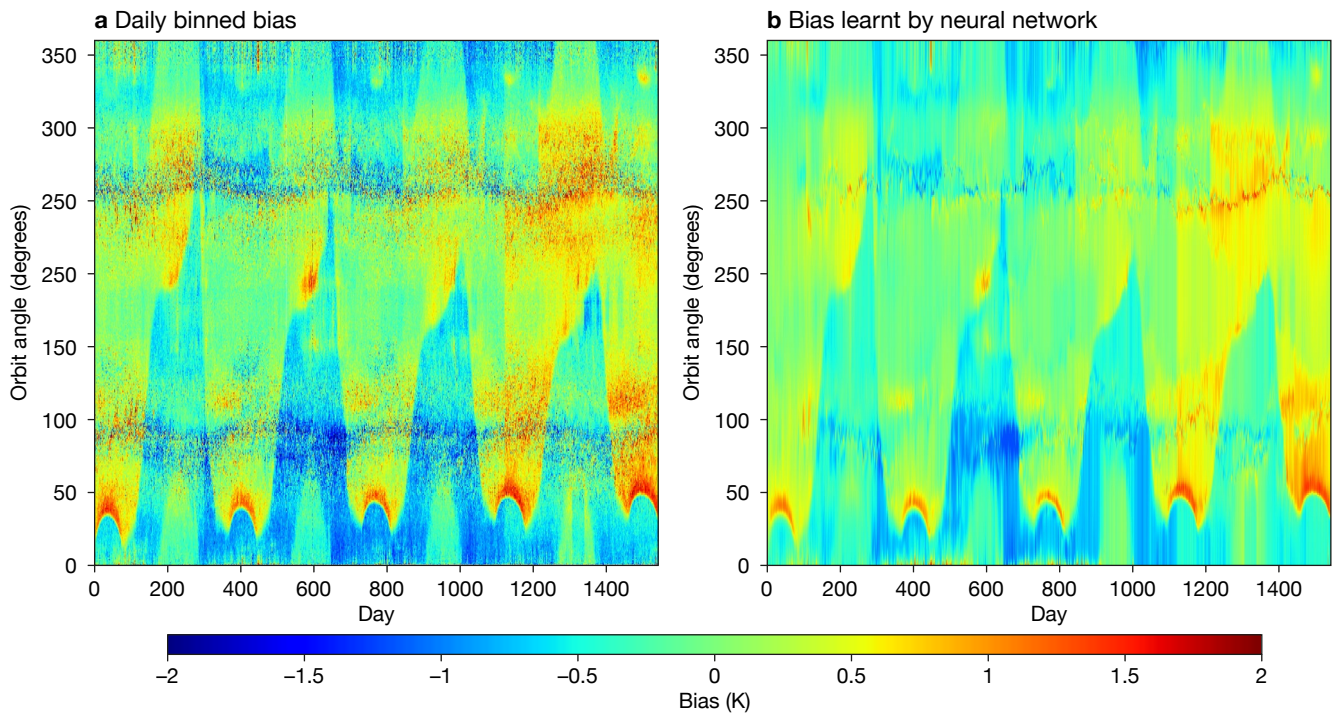 a Daily binned bias
b Bias learnt by neural network
350
300
250
250
150
100
50
0
Orbit angle (degrees)
0 200 400 600 800 1000 1200 1400
Day
350
300
250
250
150
100
50
0
Orbit angle (degrees)
0 200 400 600 800 1000 1200 1400
Day
−2 −1.5 −1 −0.5 0 0.5 1 1.5 2
Bias (K)